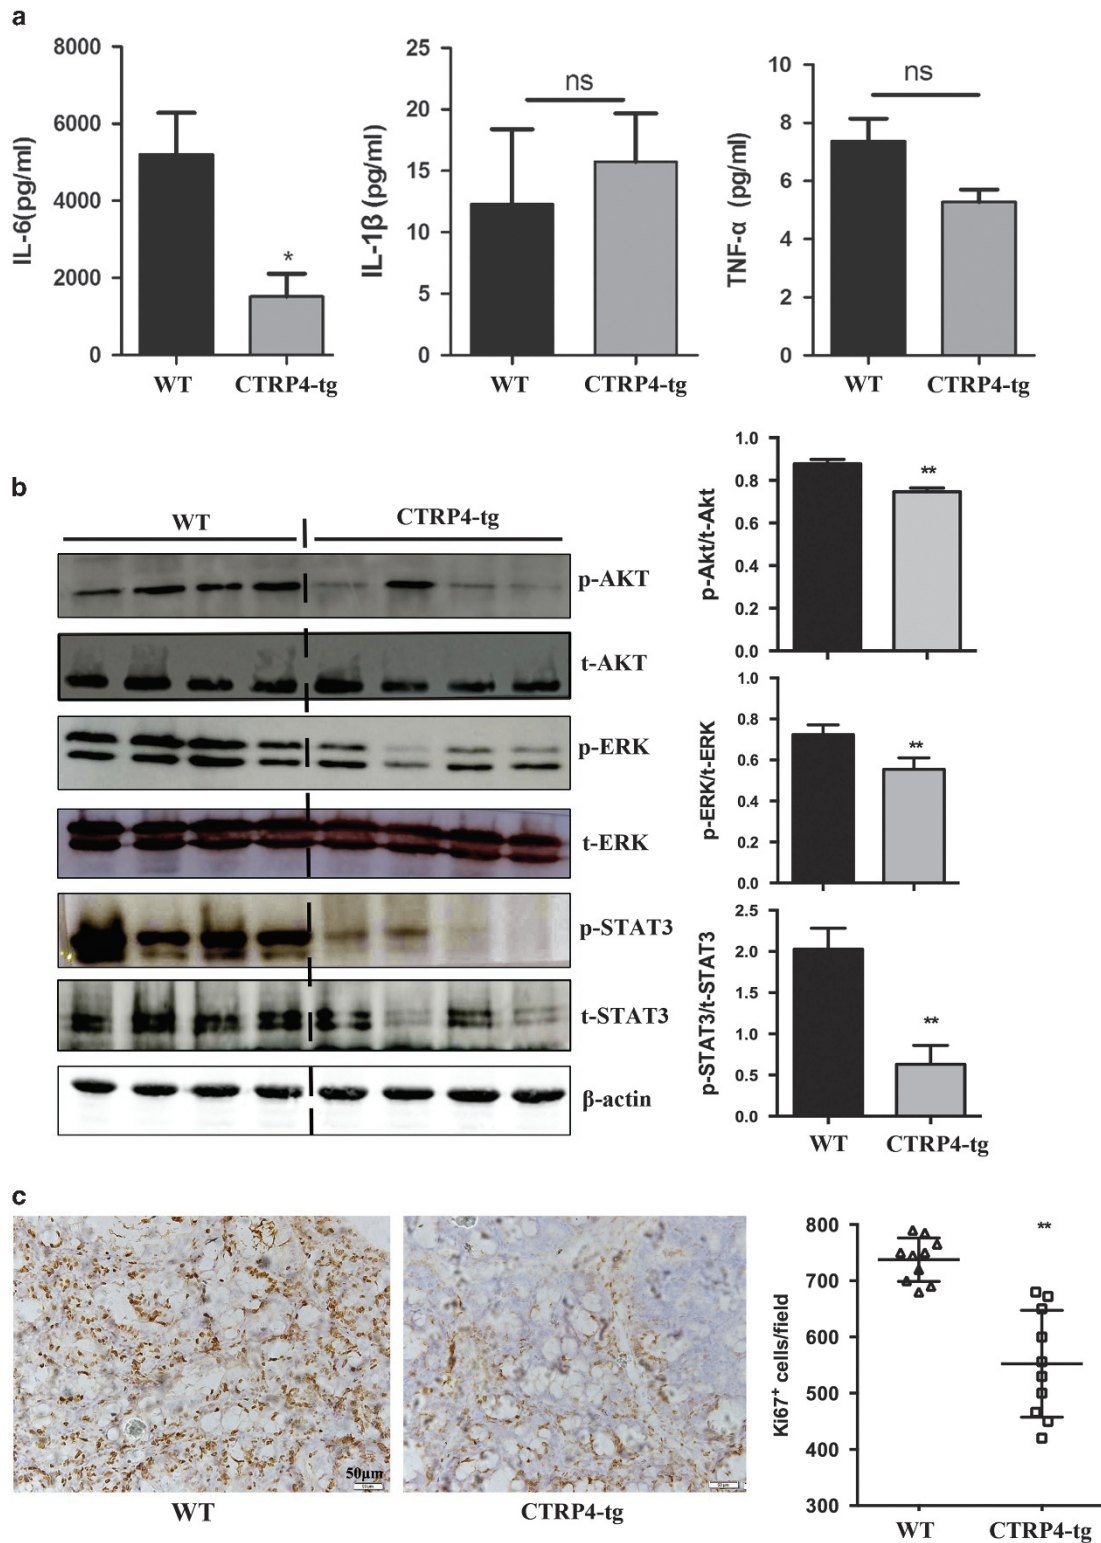 a
8000
6000
4000
2000
0
IL-6(pg/ml)
*
WT
CTRP4-tg
25
20
15
10
5
0
IL-1β (pg/ml)
ns
WT
CTRP4-tg
10
8
6
4
2
0
TNF-α (pg/ml)
ns
WT
CTRP4-tg
b
WT
CTRP4-tg
p-AKT
t-AKT
p-ERK
t-ERK
p-STAT3
t-STAT3
β-actin
1.0
0.8
0.6
0.4
0.2
0.0
p-Akt/t-Akt
**
1.0
0.8
0.6
0.4
0.2
0.0
p-ERK/t-ERK
**
2.5
2.0
1.5
1.0
0.5
0.0
p-STAT3/t-STAT3
**
WT
CTRP4-tg
c
50μm
WT
CTRP4-tg
800
700
600
500
400
300
Ki67⁺ cells/field
**
WT
CTRP4-tg